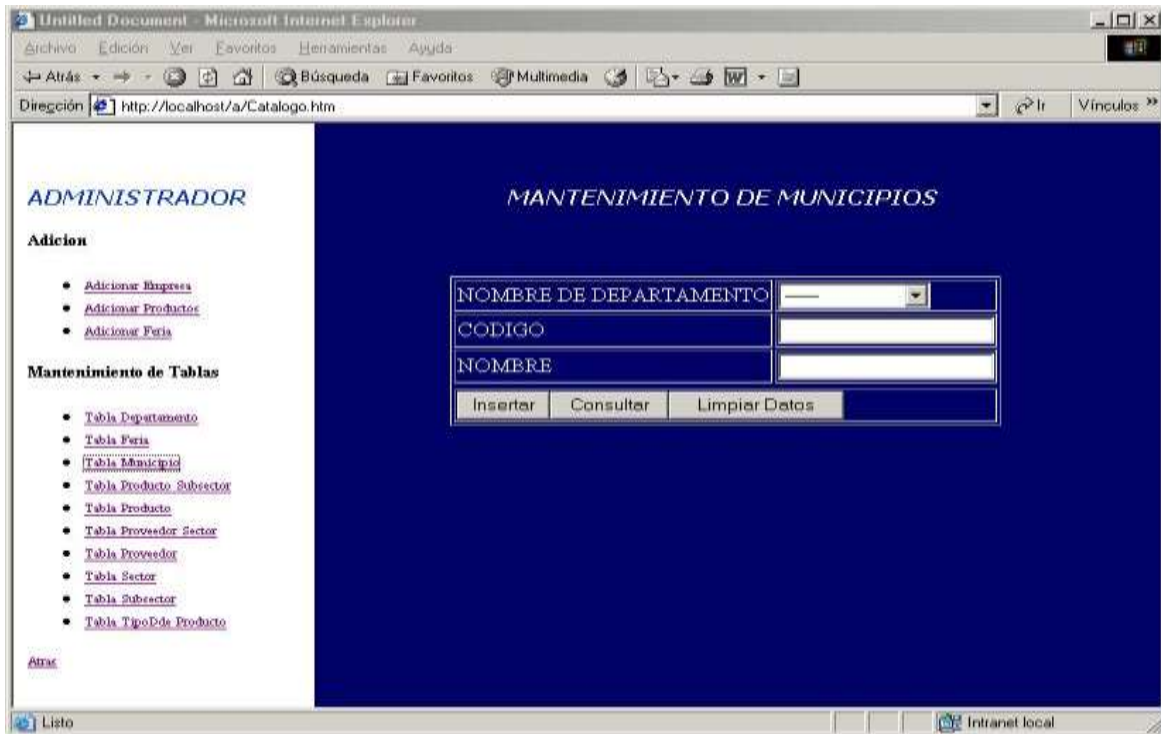 Untitled Document - Microsoft Internet Explorer
Archivo Edición Ver Favoritos Herramientas Ayuda
Atrás Búsqueda Favoritos Multimedia
Dirección http://localhost/a/Catalogo.htm Ir Vínculos »
ADMINISTRADOR
Adicion
Adicionar Empresa
Adicionar Productos
Adicionar Feria
Mantenimiento de Tablas
Tabla Departamento
Tabla Feria
Tabla Municipio
Tabla Producto Subsector
Tabla Producto
Tabla Proveedor Sector
Tabla Proveedor
Tabla Sector
Tabla Subsector
Tabla TipoDde Producto
Atras
MANTENIMIENTO DE MUNICIPIOS
NOMBRE DE DEPARTAMENTO ------
CODIGO
NOMBRE
Insertar Consultar Limpiar Datos
Listo Intranet local